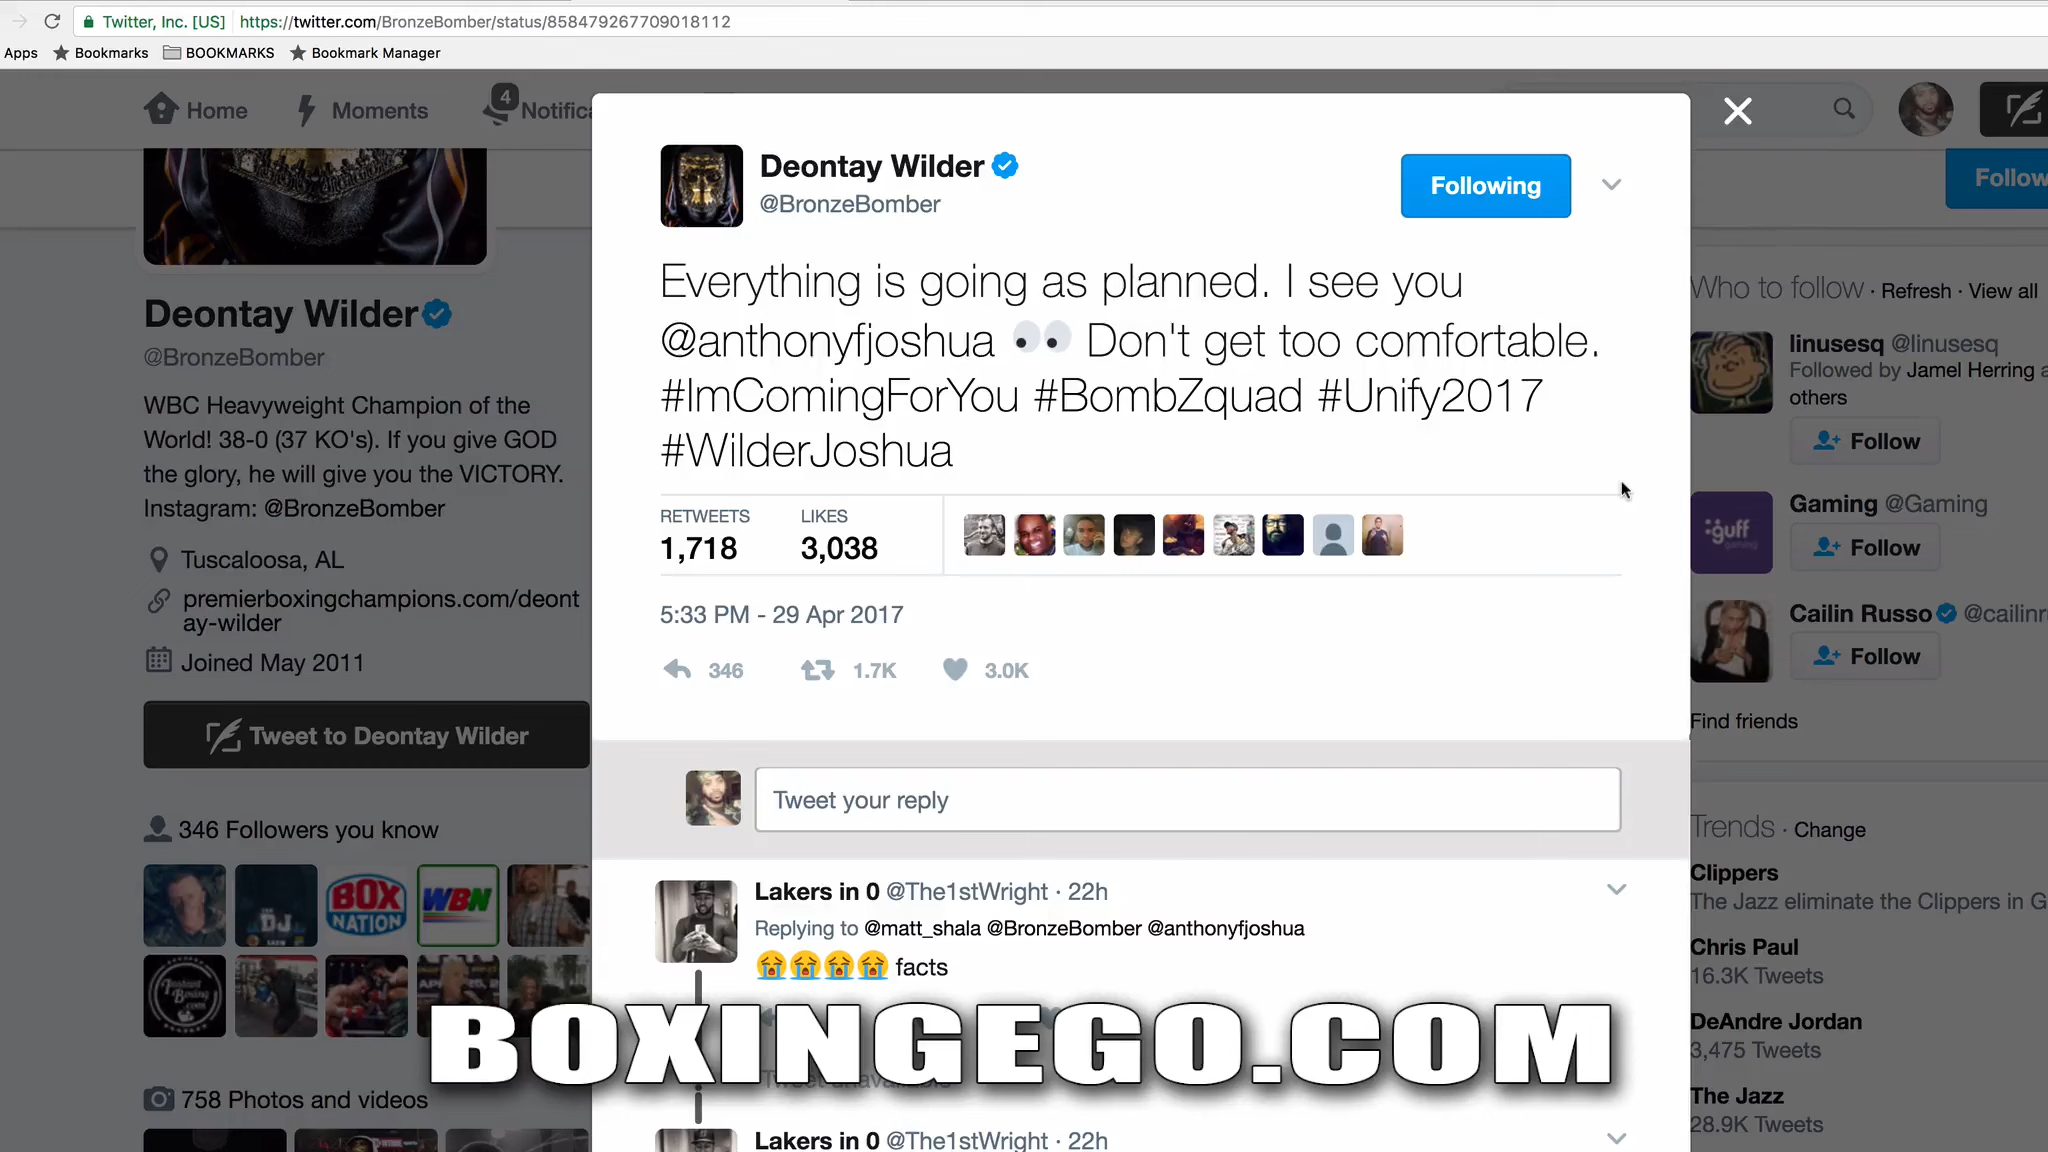 Twitter, Inc. [US] https://twitter.com/BronzeBomber/status/858479267709018112
Apps Bookmarks BOOKMARKS Bookmark Manager
Home Moments 4
Deontay Wilder
@BronzeBomber
WBC Heavyweight Champion of the
World! 38-0 (37 KO's). If you give GOD
the glory, he will give you the VICTORY.
Instagram: @BronzeBomber
Tuscaloosa, AL
premierboxingchampions.com/deont
ay-wilder
Joined May 2011
Tweet to Deontay Wilder
346 Followers you know
BOX
NATION
WBN
THE
DJ
758 Photos and videos
Deontay Wilder
@BronzeBomber
Following
Everything is going as planned. I see you
@anthonyfjoshua 👀 Don't get too comfortable.
#ImComingForYou #BombZquad #Unify2017
#WilderJoshua
RETWEETS LIKES
1,718 3,038
5:33 PM - 29 Apr 2017
346 1.7K 3.0K
Tweet your reply
Lakers in 0 @The1stWright · 22h
Replying to @matt_shala @BronzeBomber @anthonyfjoshua
😭😭😭😭 facts
BOXINGEGO.COM
Lakers in 0 @The1stWright · 22h
Who to follow · Refresh · View all
linusesq @linusesq
Followed by Jamel Herring
others
Follow
:guff
gaming
Gaming @Gaming
Follow
Cailin Russo
Follow
Find friends
Trends · Change
Clippers
The Jazz eliminate the Clippers in
Chris Paul
16.3K Tweets
DeAndre Jordan
3,475 Tweets
The Jazz
28.9K Tweets